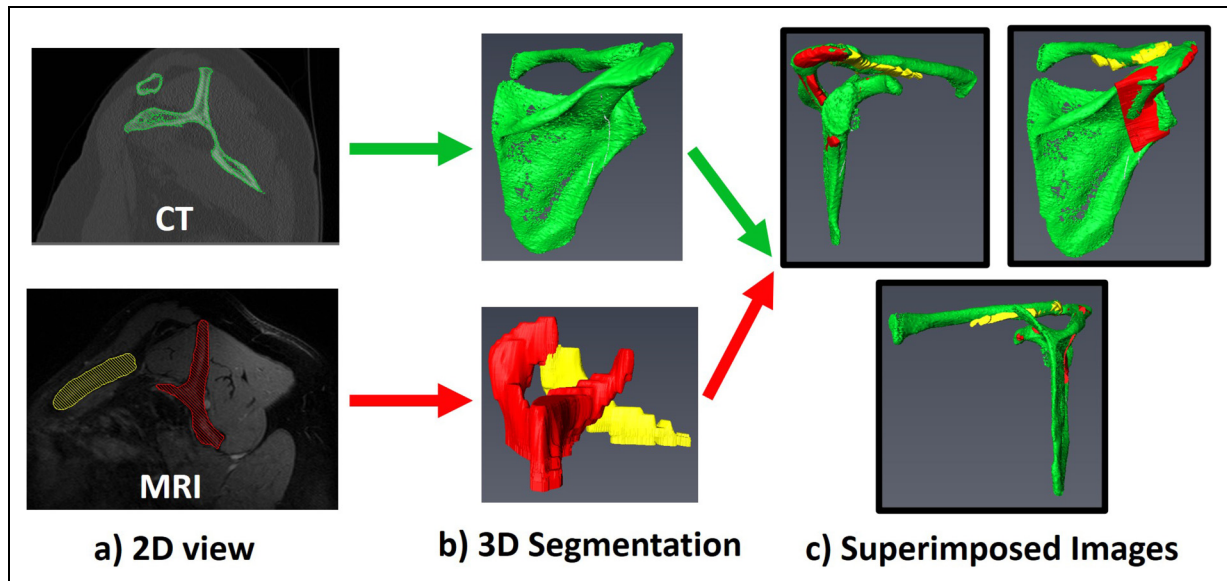 CT
MRI
a) 2D view
b) 3D Segmentation
c) Superimposed Images